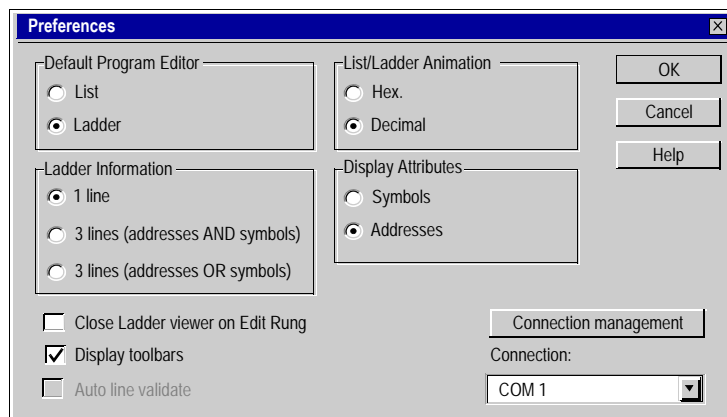 Preferences
Default Program Editor
List
Ladder
List/Ladder Animation
Hex.
Decimal
OK
Cancel
Help
Ladder Information
1 line
3 lines (addresses AND symbols)
3 lines (addresses OR symbols)
Display Attributes
Symbols
Addresses
Close Ladder viewer on Edit Rung
Display toolbars
Auto line validate
Connection management
Connection:
COM 1